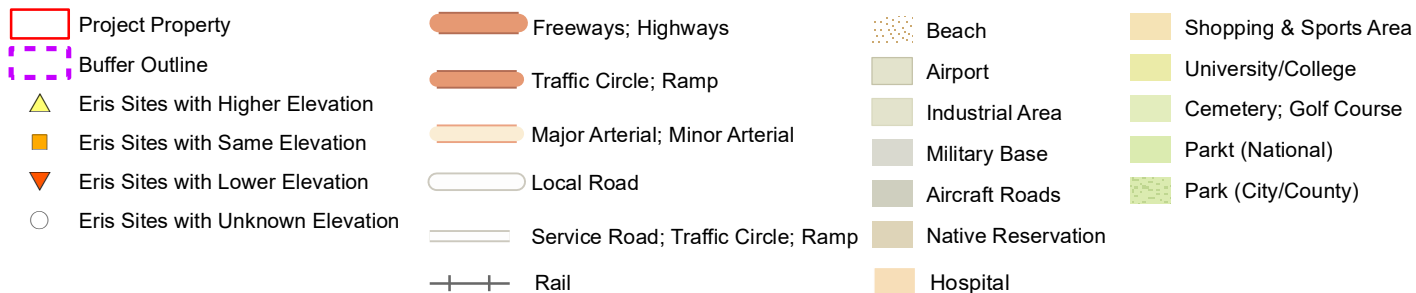 Project Property
Buffer Outline
Eris Sites with Higher Elevation
Eris Sites with Same Elevation
Eris Sites with Lower Elevation
Eris Sites with Unknown Elevation
Freeways; Highways
Traffic Circle; Ramp
Major Arterial; Minor Arterial
Local Road
Service Road; Traffic Circle; Ramp
Rail
Beach
Airport
Industrial Area
Military Base
Aircraft Roads
Native Reservation
Hospital
Shopping & Sports Area
University/College
Cemetery; Golf Course
Parkt (National)
Park (City/County)